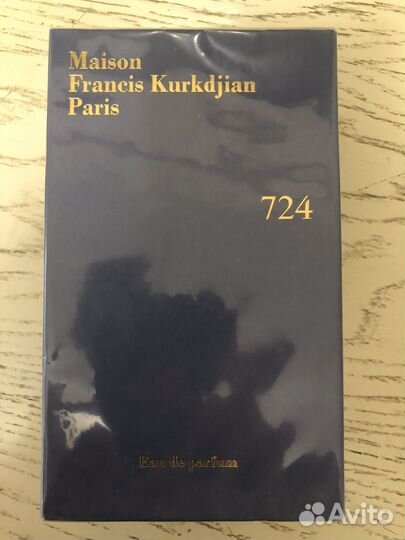 Maison
Francis Kurkdjian
Paris
724
Eau de parfum
Avito